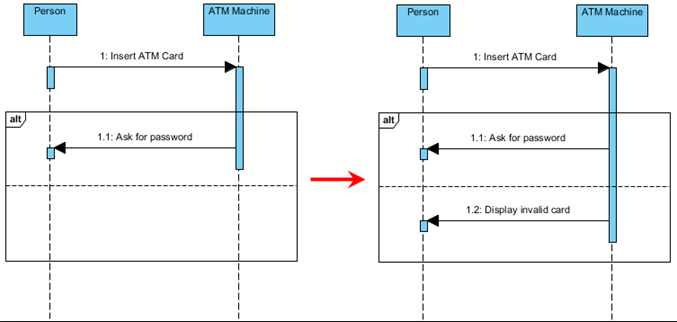 Person
ATM Machine
1: Insert ATM Card
alt
1.1: Ask for password
Person
ATM Machine
1: Insert ATM Card
alt
1.1: Ask for password
1.2: Display invalid card